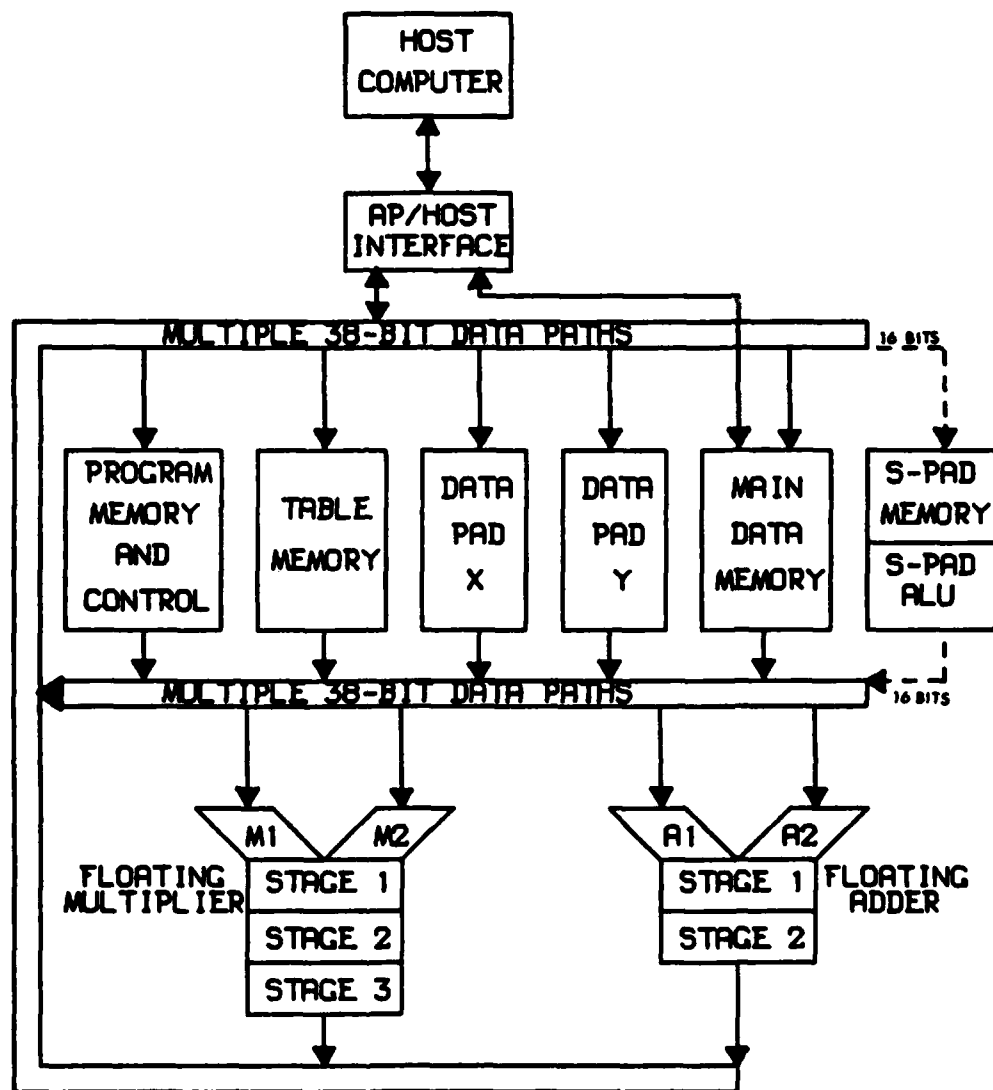 HOST
COMPUTER
AP/HOST
INTERFACE
MULTIPLE 38-BIT DATA PATHS
16 BITS
PROGRAM
MEMORY
AND
CONTROL
TABLE
MEMORY
DATA
PAD
X
DATA
PAD
Y
MAIN
DATA
MEMORY
S-PAD
MEMORY
S-PAD
ALU
MULTIPLE 38-BIT DATA PATHS
16 BITS
M1
M2
A1
A2
FLOATING
MULTIPLIER
STAGE 1
STAGE 2
STAGE 3
STAGE 1
STAGE 2
FLOATING
ADDER